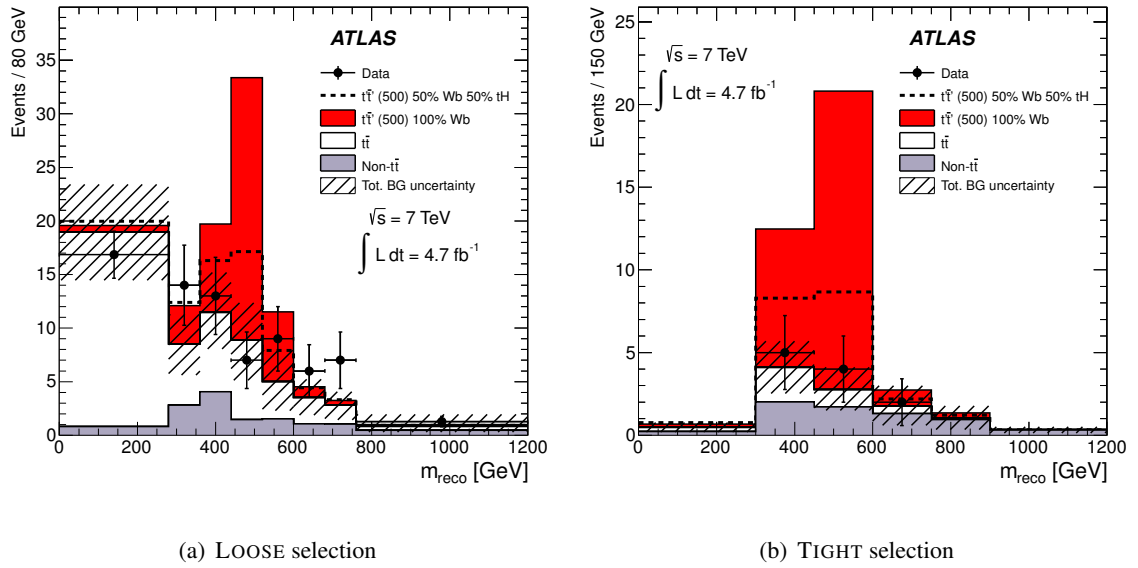 Events / 80 GeV
35
30
25
20
15
10
5
0
ATLAS
Data
tt̄' (500) 50% Wb 50% tH
tt̄' (500) 100% Wb
tt̄
Non-tt̄
Tot. BG uncertainty
√s = 7 TeV
∫ L dt = 4.7 fb⁻¹
0 200 400 600 800 1000 1200
m_reco [GeV]
(a) LOOSE selection
Events / 150 GeV
25
20
15
10
5
0
√s = 7 TeV
∫ L dt = 4.7 fb⁻¹
ATLAS
Data
tt̄' (500) 50% Wb 50% tH
tt̄' (500) 100% Wb
tt̄
Non-tt̄
Tot. BG uncertainty
0 200 400 600 800 1000 1200
m_reco [GeV]
(b) TIGHT selection